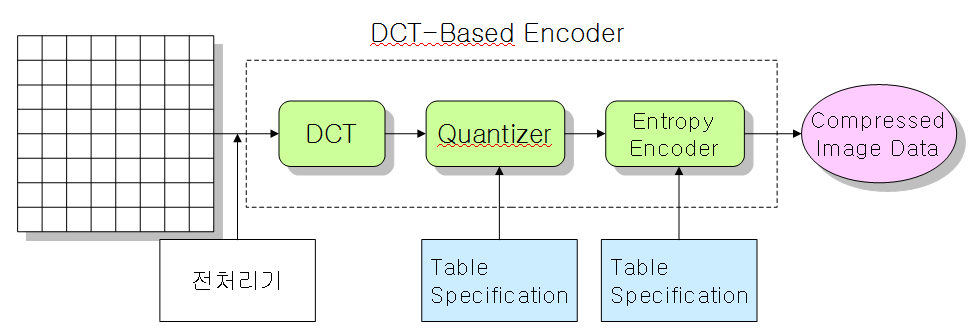 DCT-Based Encoder
DCT
Quantizer
Entropy
Encoder
Compressed
Image Data
전처리기
Table
Specification
Table
Specification